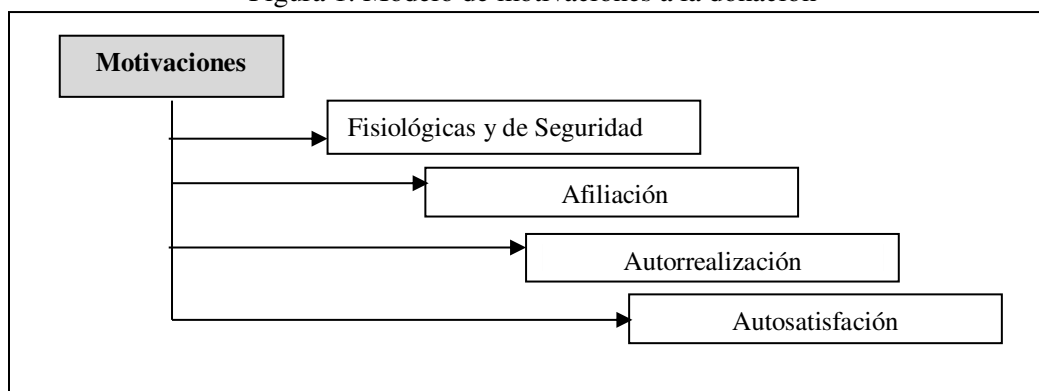 Figura 1. Modelo de motivaciones a la donación
Motivaciones
Fisiológicas y de Seguridad
Afiliación
Autorrealización
Autosatisfación